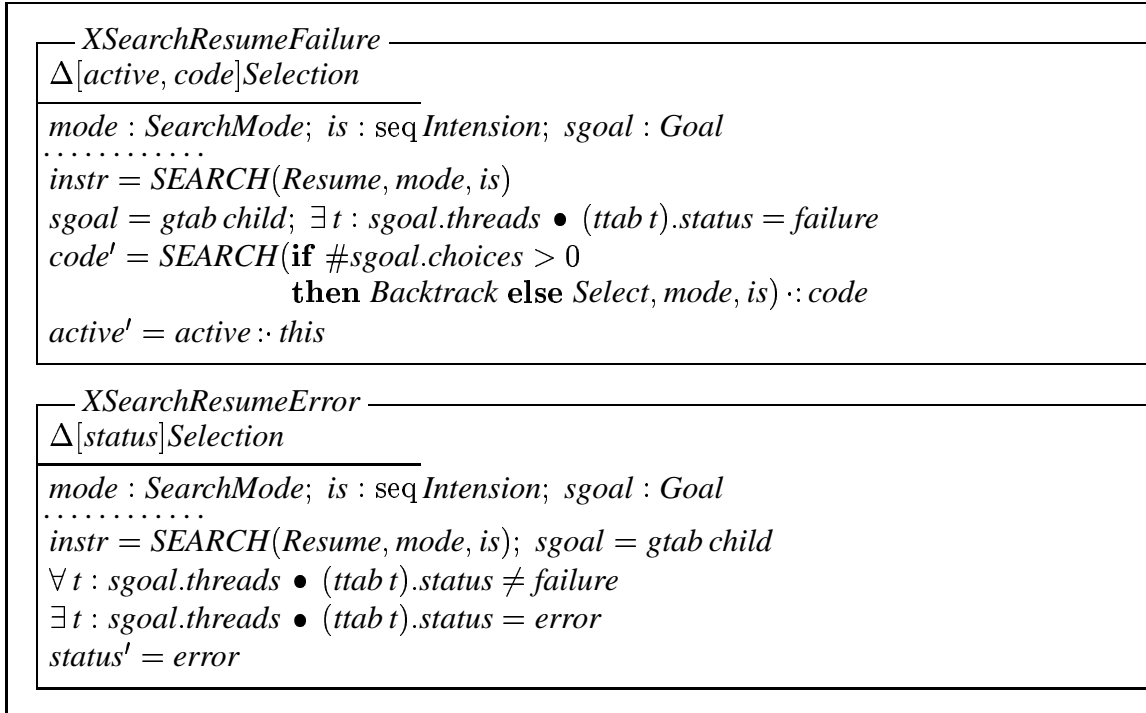 XSearchResumeFailure
Δ[active, code]Selection
mode : SearchMode; is : seq Intension; sgoal : Goal
instr = SEARCH(Resume, mode, is)
sgoal = gtab child; ∃ t : sgoal.threads • (ttab t).status = failure
code′ = SEARCH(if #sgoal.choices > 0
then Backtrack else Select, mode, is) ·: code
active′ = active :· this
XSearchResumeError
Δ[status]Selection
mode : SearchMode; is : seq Intension; sgoal : Goal
instr = SEARCH(Resume, mode, is); sgoal = gtab child
∀ t : sgoal.threads • (ttab t).status ≠ failure
∃ t : sgoal.threads • (ttab t).status = error
status′ = error